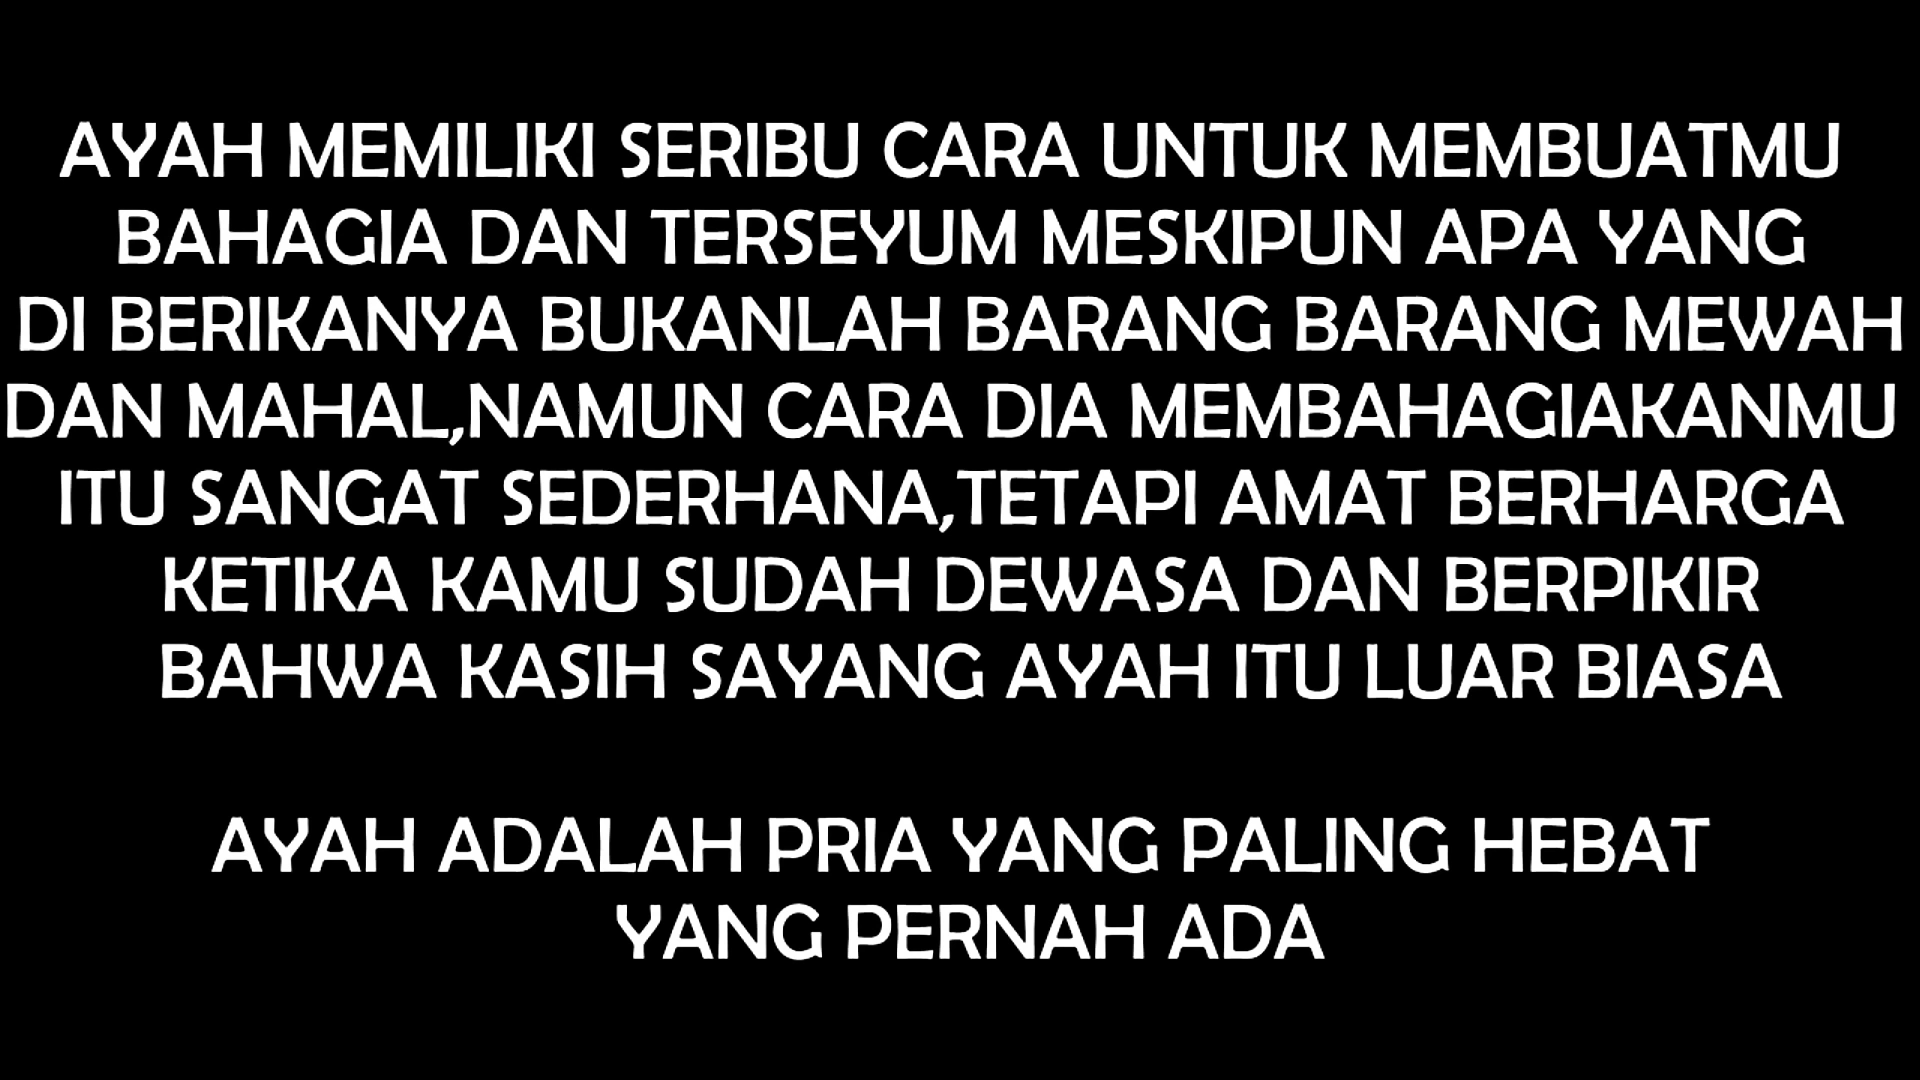 AYAH MEMILIKI SERIBU CARA UNTUK MEMBUATMU
BAHAGIA DAN TERSEYUM MESKIPUN APA YANG
DI BERIKANYA BUKANLAH BARANG BARANG MEWAH
DAN MAHAL,NAMUN CARA DIA MEMBAHAGIAKANMU
ITU SANGAT SEDERHANA,TETAPI AMAT BERHARGA
KETIKA KAMU SUDAH DEWASA DAN BERPIKIR
BAHWA KASIH SAYANG AYAH ITU LUAR BIASA
AYAH ADALAH PRIA YANG PALING HEBAT
YANG PERNAH ADA